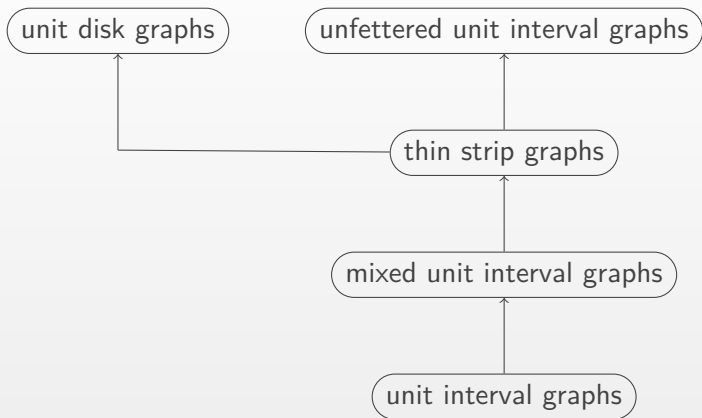 unit disk graphs
unfettered unit interval graphs
thin strip graphs
mixed unit interval graphs
unit interval graphs